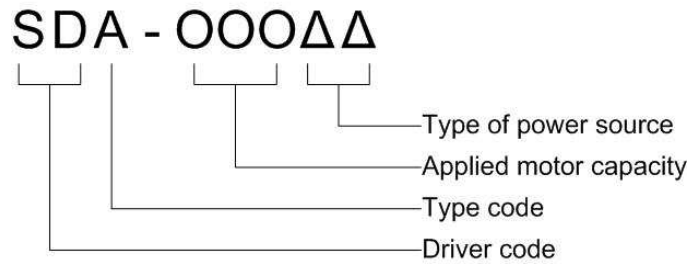 SDA - OOOΔΔ
Type of power source
Applied motor capacity
Type code
Driver code